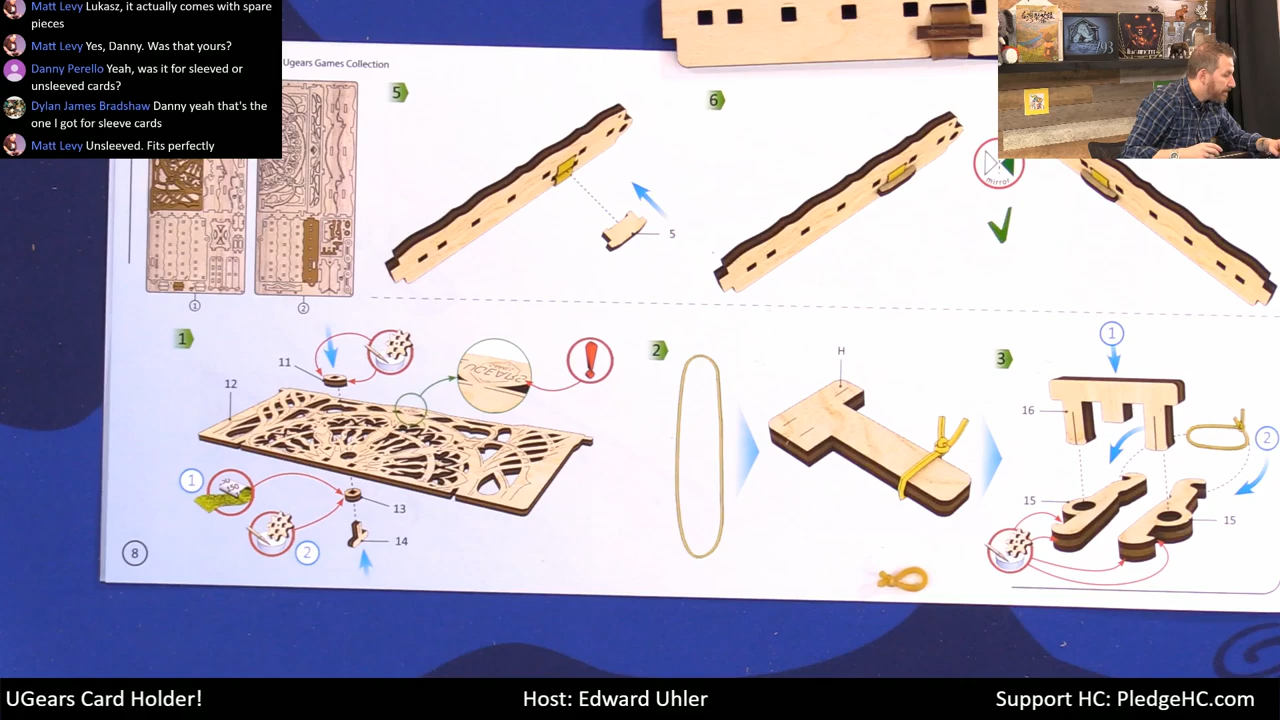 Matt Levy Lukasz, it actually comes with spare
pieces
Matt Levy Yes, Danny. Was that yours?
Danny Perello Yeah, was it for sleeved or
unsleeved cards?
Dylan James Bradshaw Danny yeah that's the
one I got for sleeve cards
Matt Levy Unsleeved. Fits perfectly
Ugears Games Collection
5
5
6
mirror
1
2
1
11
12
1
150
13
2
14
8
2
H
3
1
16
2
15
15
93
UGears Card Holder!
Host: Edward Uhler
Support HC: PledgeHC.com